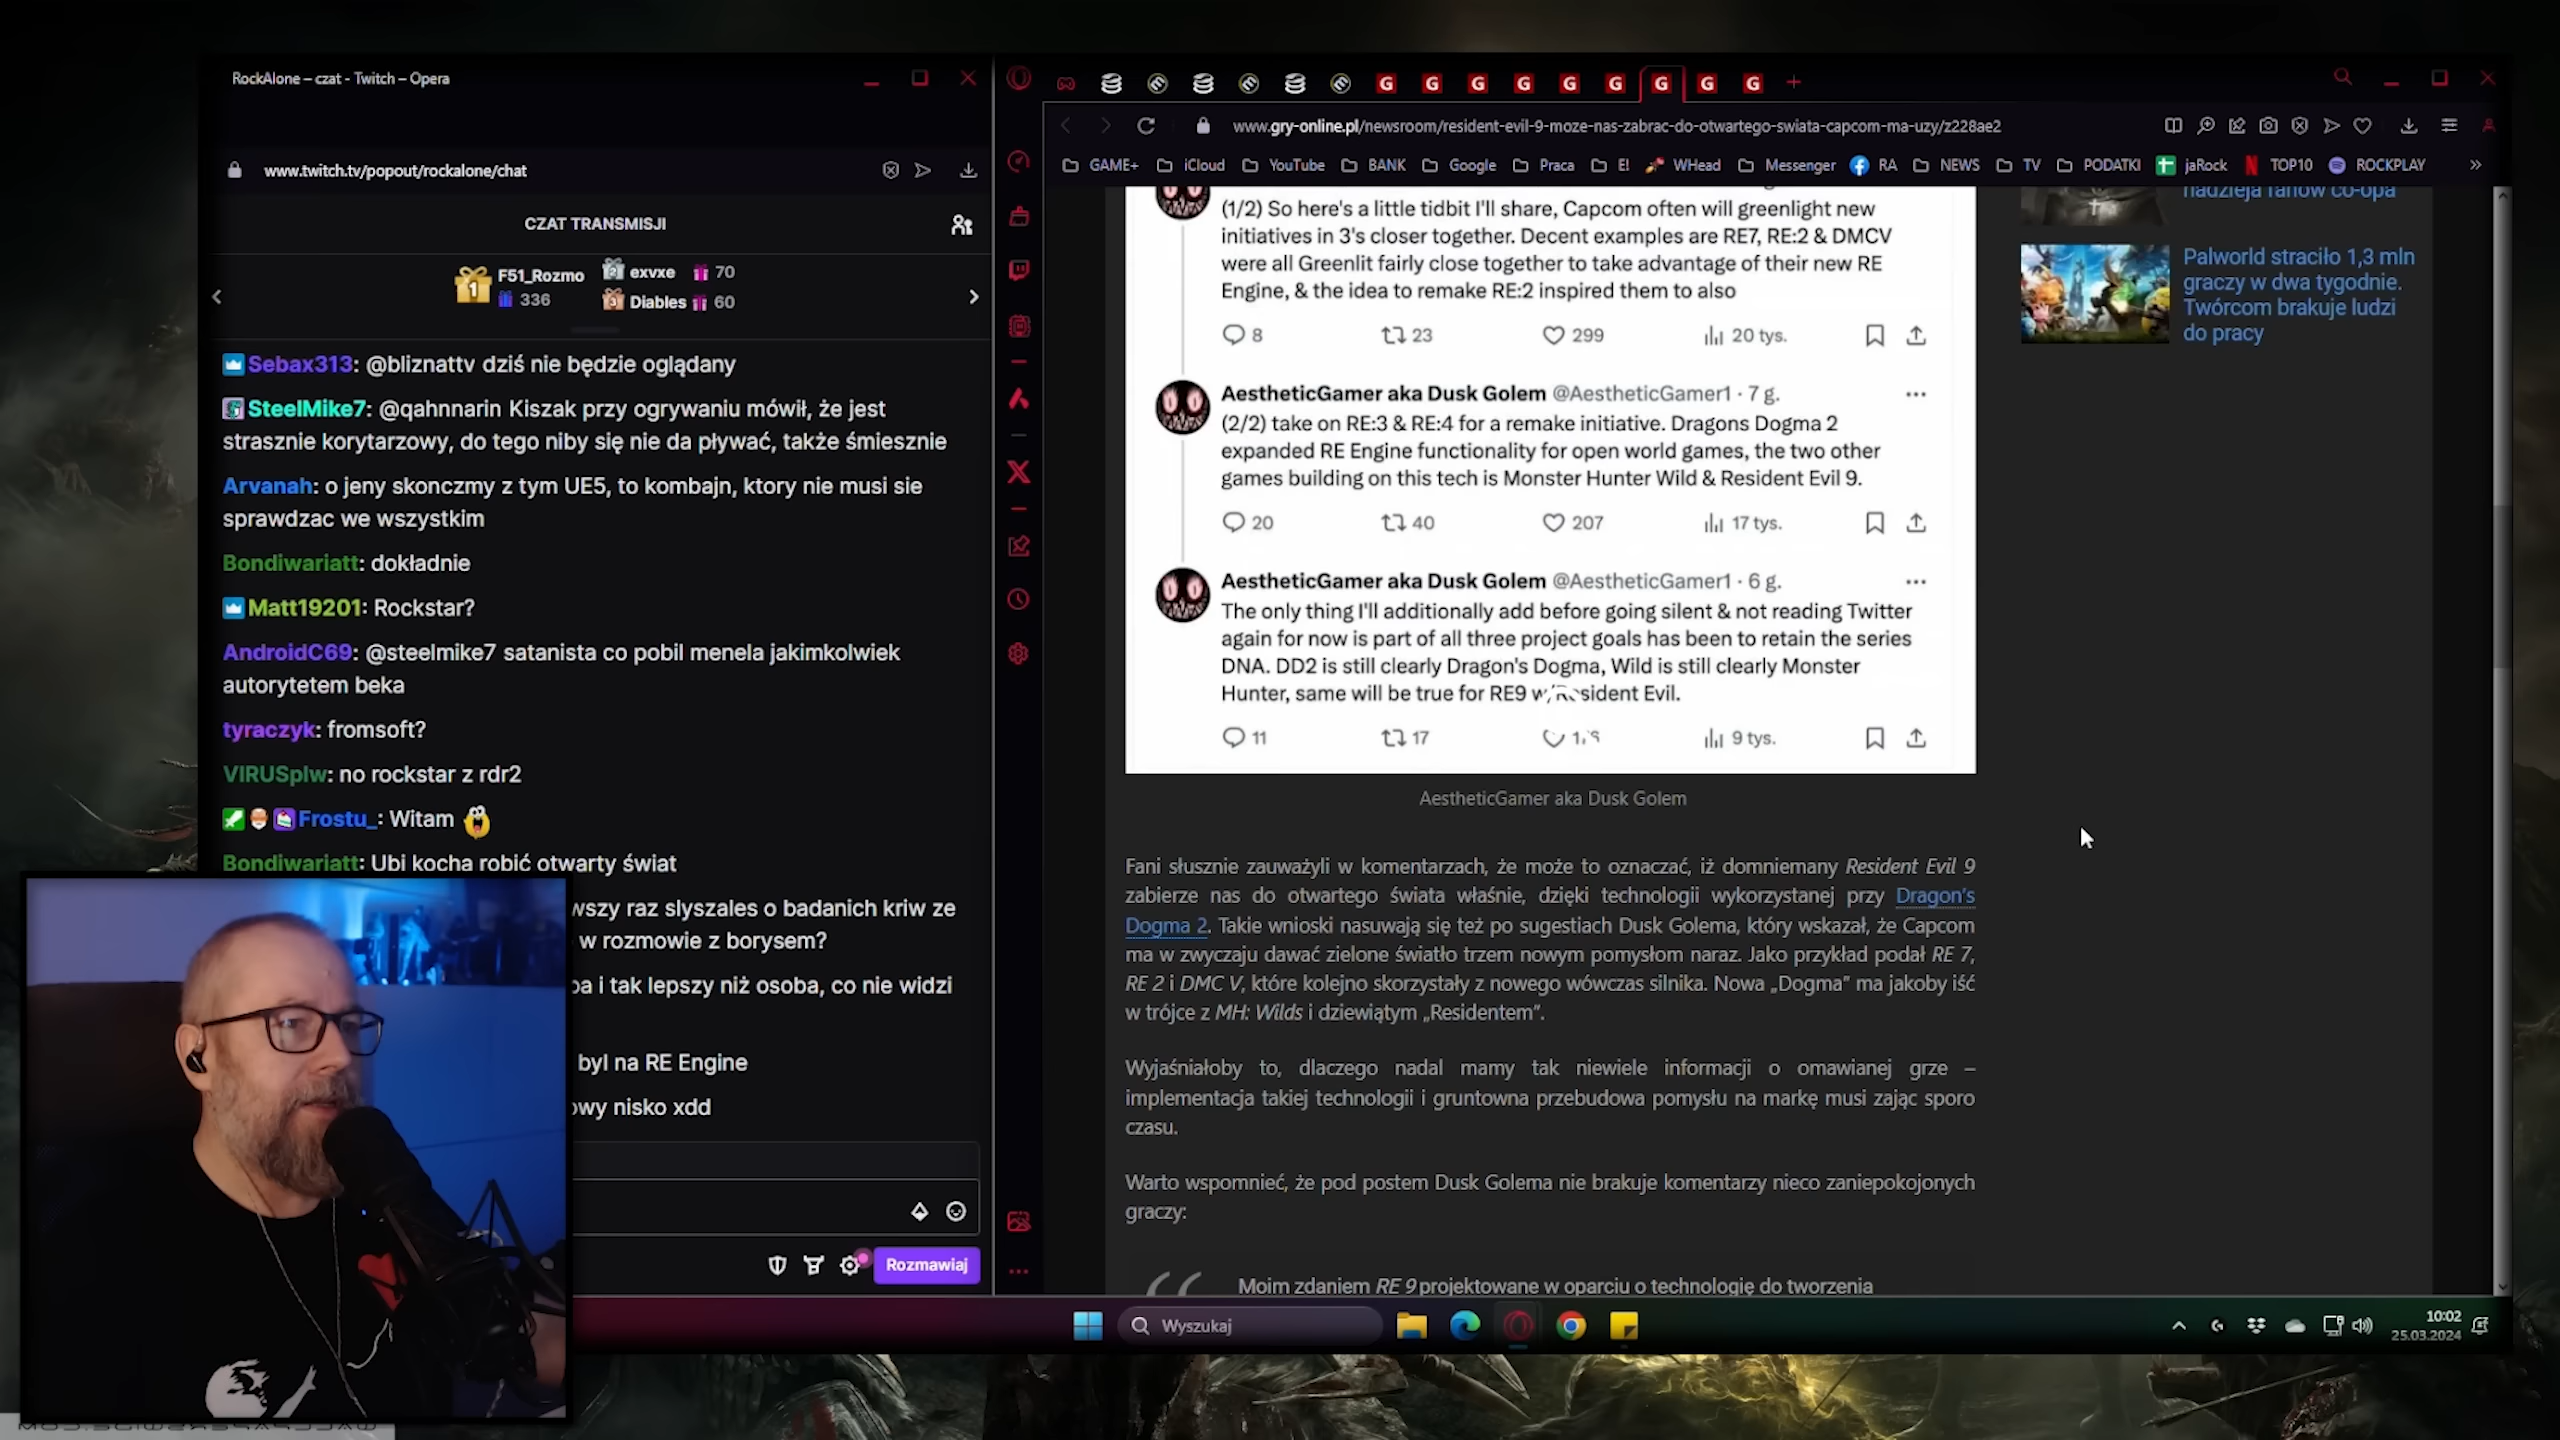 RockAlone – czat - Twitch – Opera
www.twitch.tv/popout/rockalone/chat
CZAT TRANSMISJI
1 F51_Rozmo 336
2 exvxe 70
3 Diables 60
Sebax313: @bliznattv dziś nie będzie oglądany
SteelMike7: @qahnnarin Kiszak przy ogrywaniu mówił, że jest
strasznie korytarzowy, do tego niby się nie da pływać, także śmiesznie
Arvanah: o jeny skonczmy z tym UE5, to kombajn, ktory nie musi sie
sprawdzac we wszystkim
Bondiwariatt: dokładnie
Matt19201: Rockstar?
AndroidC69: @steelmike7 satanista co pobil menela jakimkolwiek
autorytetem beka
tyraczyk: fromsoft?
VIRUSplw: no rockstar z rdr2
Frostu_: Witam
Bondiwariatt: Ubi kocha robić otwarty świat
wszy raz slyszales o badanich kriw ze
w rozmowie z borysem?
i tak lepszy niż osoba, co nie widzi
byl na RE Engine
owy nisko xdd
Rozmawiaj
www.gry-online.pl/newsroom/resident-evil-9-moze-nas-zabrac-do-otwartego-swiata-capcom-ma-uzy/z228ae2
GAME+ iCloud YouTube BANK Google Praca E! WHead Messenger RA NEWS TV PODATKI jaRock TOP10 ROCKPLAY »
(1/2) So here's a little tidbit I'll share, Capcom often will greenlight new
initiatives in 3's closer together. Decent examples are RE7, RE:2 & DMCV
were all Greenlit fairly close together to take advantage of their new RE
Engine, & the idea to remake RE:2 inspired them to also
8 23 299 20 tys.
AestheticGamer aka Dusk Golem @AestheticGamer1 · 7 g.
(2/2) take on RE:3 & RE:4 for a remake initiative. Dragons Dogma 2
expanded RE Engine functionality for open world games, the two other
games building on this tech is Monster Hunter Wild & Resident Evil 9.
20 40 207 17 tys.
AestheticGamer aka Dusk Golem @AestheticGamer1 · 6 g.
The only thing I'll additionally add before going silent & not reading Twitter
again for now is part of all three project goals has been to retain the series
DNA. DD2 is still clearly Dragon's Dogma, Wild is still clearly Monster
Hunter, same will be true for RE9 w/Resident Evil.
11 17 9 tys.
AestheticGamer aka Dusk Golem
Fani słusznie zauważyli w komentarzach, że może to oznaczać, iż domniemany Resident Evil 9
zabierze nas do otwartego świata właśnie, dzięki technologii wykorzystanej przy Dragon's
Dogma 2. Takie wnioski nasuwają się też po sugestiach Dusk Golema, który wskazał, że Capcom
ma w zwyczaju dawać zielone światło trzem nowym pomysłom naraz. Jako przykład podał RE 7,
RE 2 i DMC V, które kolejno skorzystały z nowego wówczas silnika. Nowa „Dogma” ma jakoby iść
w trójce z MH: Wilds i dziewiątym „Residentem”.
Wyjaśniałoby to, dlaczego nadal mamy tak niewiele informacji o omawianej grze –
implementacja takiej technologii i gruntowna przebudowa pomysłu na markę musi zająć sporo
czasu.
Warto wspomnieć, że pod postem Dusk Golema nie brakuje komentarzy nieco zaniepokojonych
graczy:
Moim zdaniem RE 9 projektowane w oparciu o technologię do tworzenia
nadzieja fanów co-opa
Palworld straciło 1,3 mln
graczy w dwa tygodnie.
Twórcom brakuje ludzi
do pracy
Wyszukaj
10:02
25.03.2024